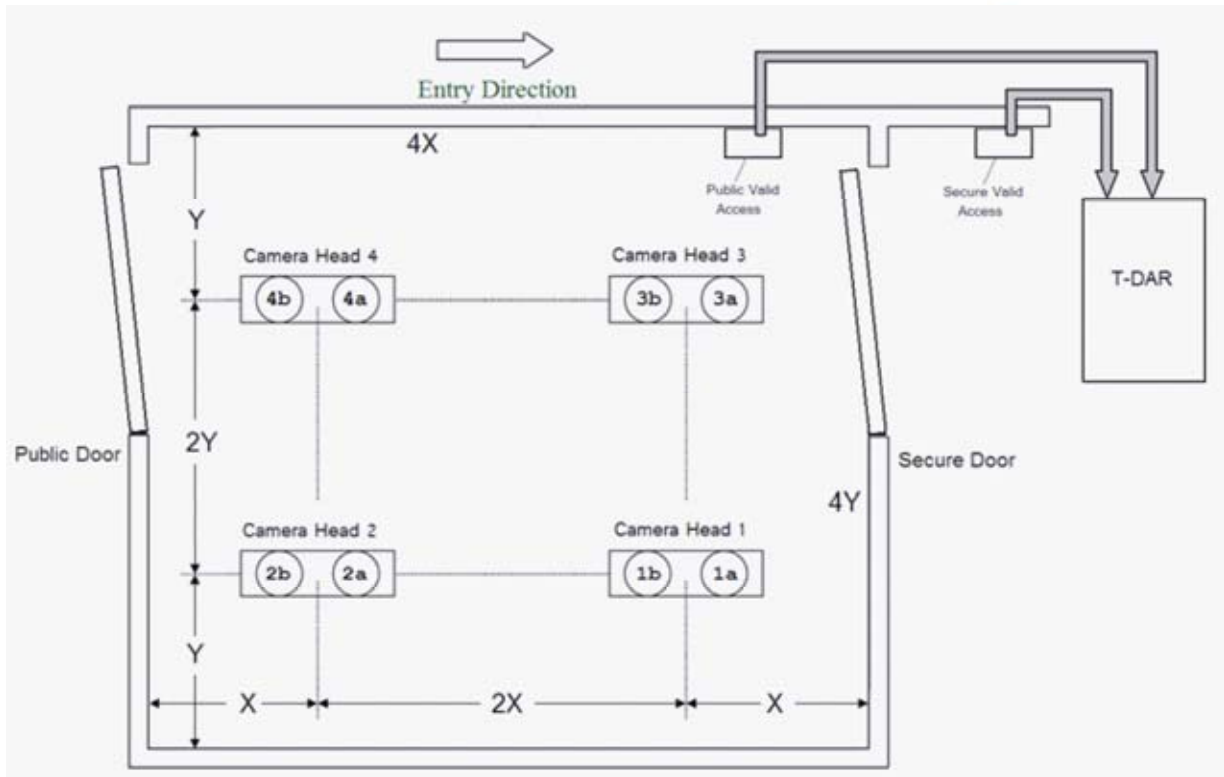 Entry Direction
4X
Public Valid
Access
Secure Valid
Access
T-DAR
Y
Camera Head 4
4b 4a
Camera Head 3
3b 3a
2Y
Public Door
Secure Door
4Y
Camera Head 2
2b 2a
Camera Head 1
1b 1a
Y
X
2X
X